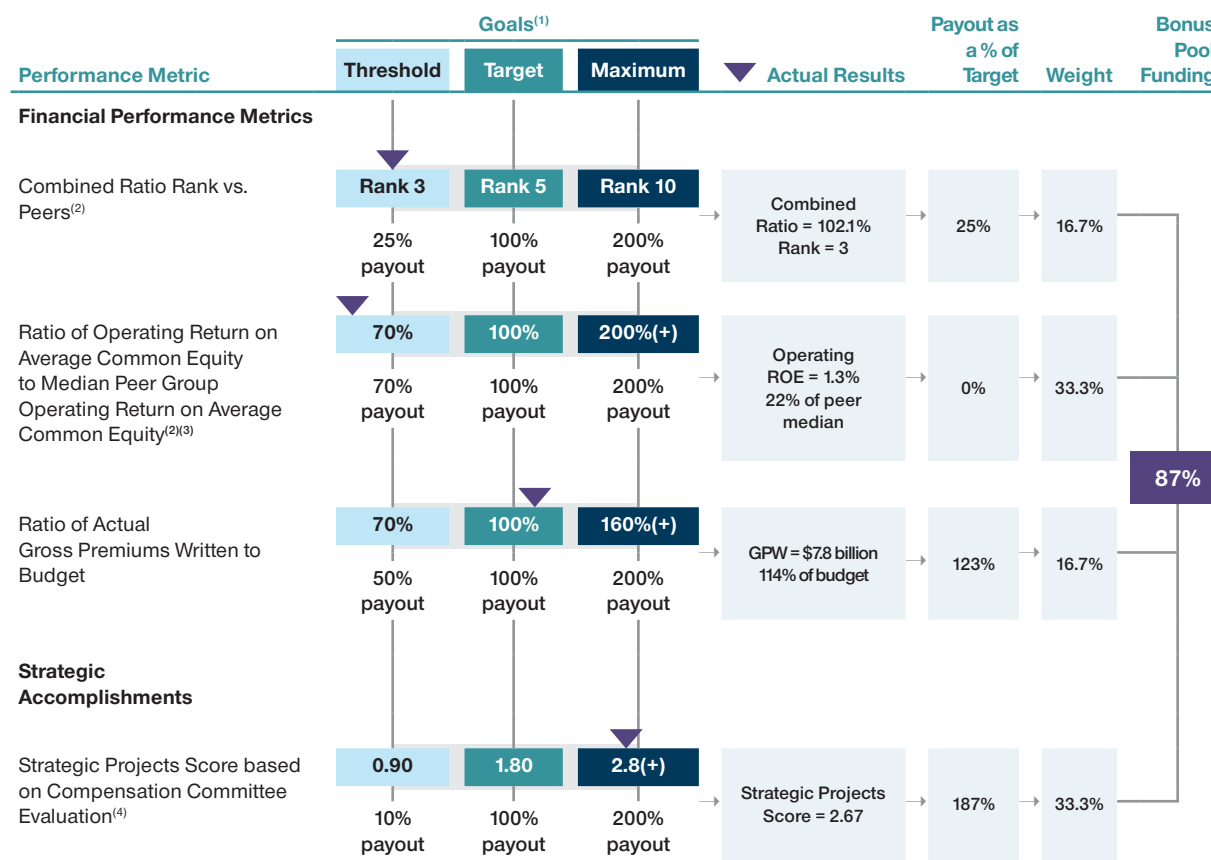 Goals(1)
Payout as
a % of
Target
Bonus
Pool
Funding
Performance Metric
Threshold
Target
Maximum
Actual Results
Weight
Financial Performance Metrics
Combined Ratio Rank vs.
Peers(2)
Rank 3
Rank 5
Rank 10
25%
payout
100%
payout
200%
payout
Combined
Ratio = 102.1%
Rank = 3
25%
16.7%
Ratio of Operating Return on
Average Common Equity
to Median Peer Group
Operating Return on Average
Common Equity(2)(3)
70%
100%
200%(+)
70%
payout
100%
payout
200%
payout
Operating
ROE = 1.3%
22% of peer
median
0%
33.3%
87%
Ratio of Actual
Gross Premiums Written to
Budget
70%
100%
160%(+)
50%
payout
100%
payout
200%
payout
GPW = $7.8 billion
114% of budget
123%
16.7%
Strategic
Accomplishments
Strategic Projects Score based
on Compensation Committee
Evaluation(4)
0.90
1.80
2.8(+)
10%
payout
100%
payout
200%
payout
Strategic Projects
Score = 2.67
187%
33.3%